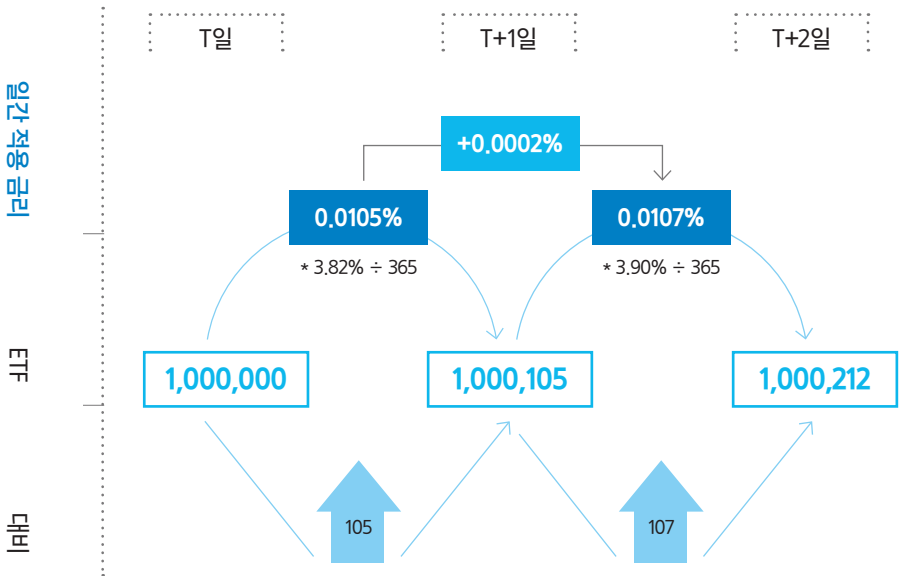 T일
T+1일
T+2일
일간 적용 금리
+0.0002%
0.0105%
0.0107%
* 3.82% ÷ 365
* 3.90% ÷ 365
ETF
1,000,000
1,000,105
1,000,212
대비
105
107